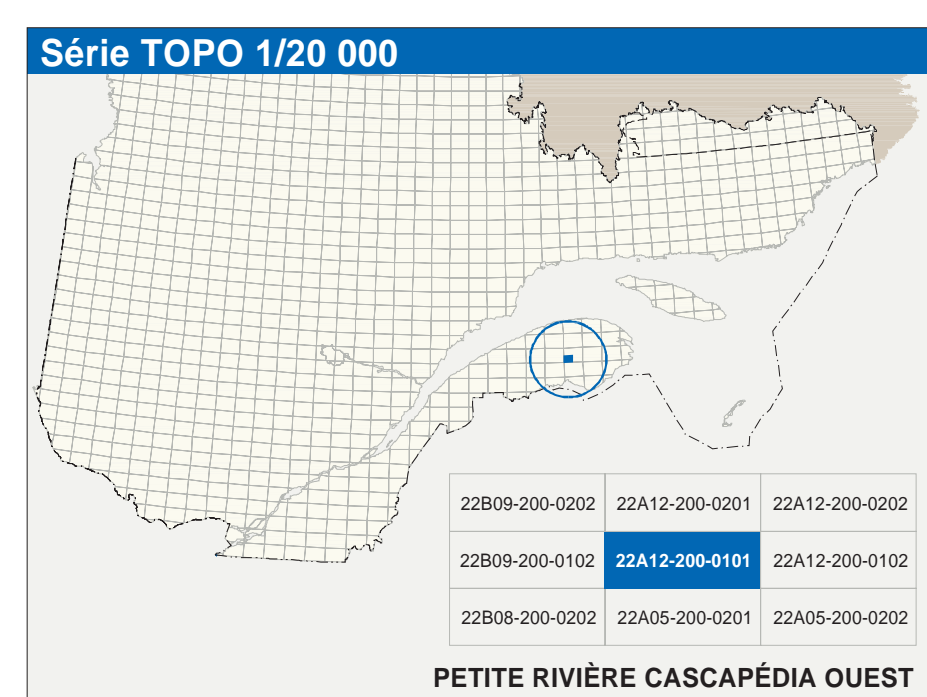 Série TOPO 1/20 000
22B09-200-0202 22A12-200-0201 22A12-200-0202
22B09-200-0102 22A12-200-0101 22A12-200-0102
22B08-200-0202 22A05-200-0201 22A05-200-0202
PETITE RIVIÈRE CASCAPÉDIA OUEST